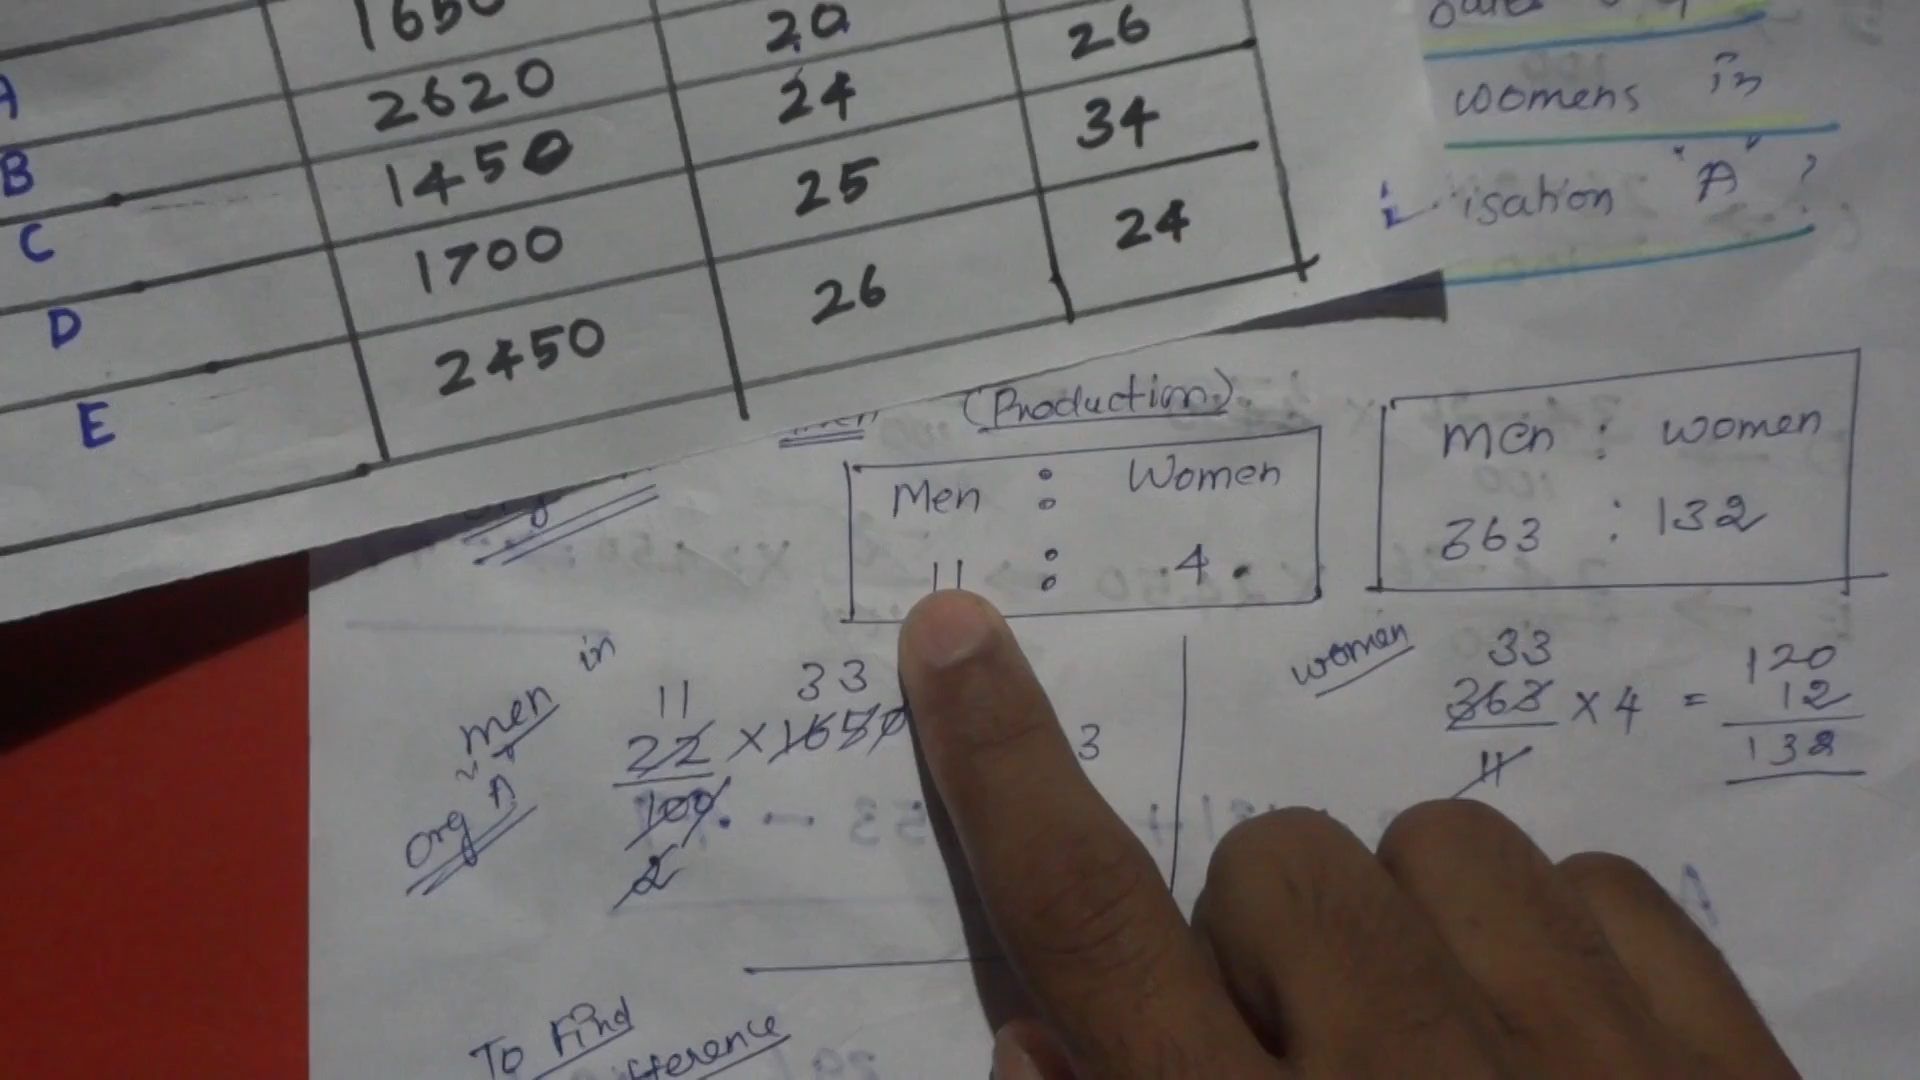 1650 20 26
A 2620 24 34
B 1450 25 24
C 1700 26
D 2450
E
womens in
isation "A" ?
(Production)
Men : Women
11 : 4
men : women
363 : 132
men in
org "A"
11 33
22 × 1650
100
2
3
women
33
363 × 4 = 120
11
12
132
To Find